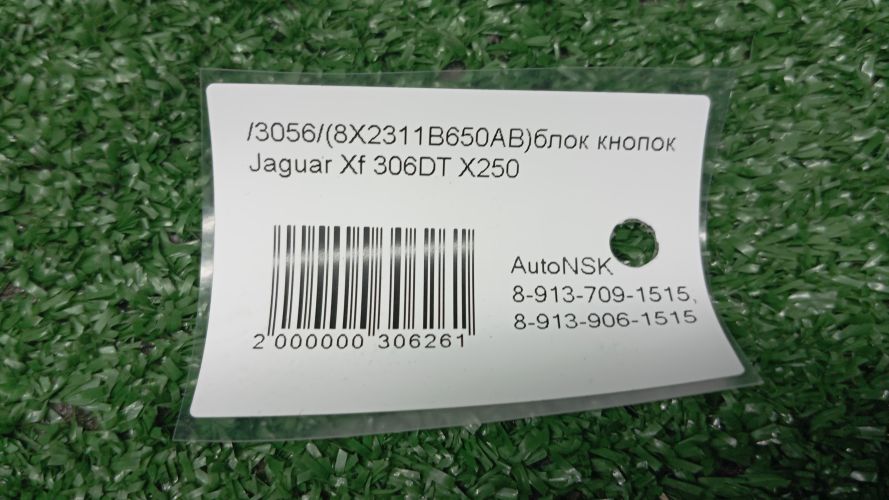 /3056/(8X2311B650AB)блок кнопок
Jaguar Xf 306DT X250
AutoNSK
8-913-709-1515,
8-913-906-1515
2 000000 306261